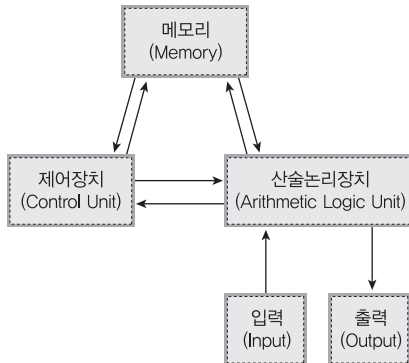 메모리
(Memory)
제어장치
(Control Unit)
산술논리장치
(Arithmetic Logic Unit)
입력
(Input)
출력
(Output)